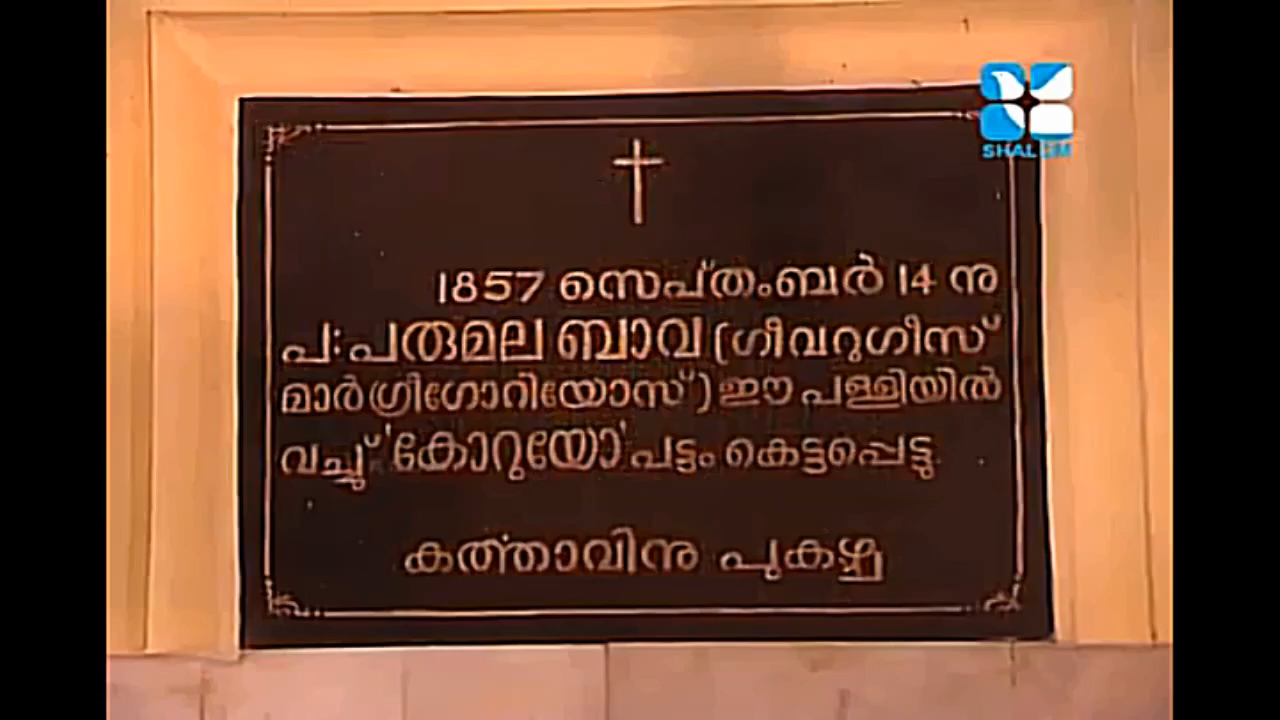 SHALOM
1857 സെപ്തംബർ 14 നു
പ: പരുമല ബാവ (ഗീവറുഗീസ്
മാർ ഗ്രീഗോറിയോസ്) ഈ പള്ളിയിൽ
വച്ചു് 'കോറൂയോ' പട്ടം കെട്ടപ്പെട്ടു.
കർത്താവിനു പുകഴ്ച